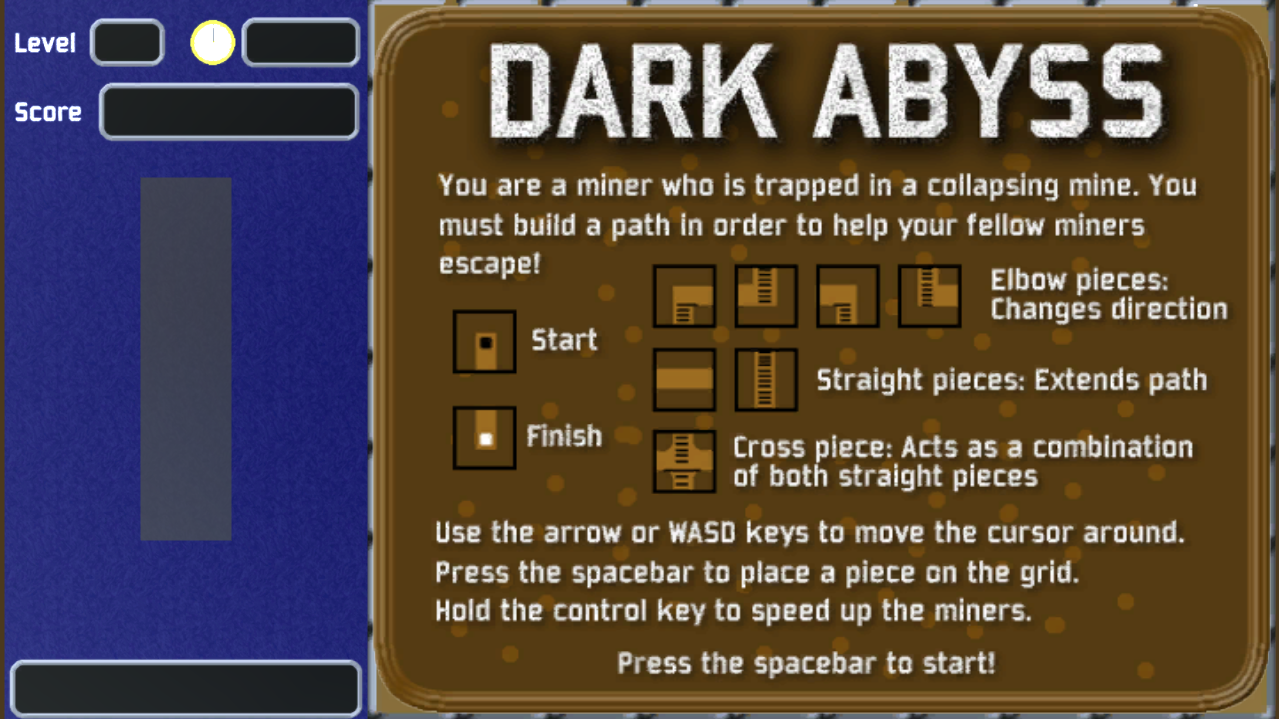 Level
Score
DARK ABYSS
You are a miner who is trapped in a collapsing mine. You
must build a path in order to help your fellow miners
escape!
Elbow pieces:
Changes direction
Start
Straight pieces: Extends path
Finish
Cross piece: Acts as a combination
of both straight pieces
Use the arrow or WASD keys to move the cursor around.
Press the spacebar to place a piece on the grid.
Hold the control key to speed up the miners.
Press the spacebar to start!